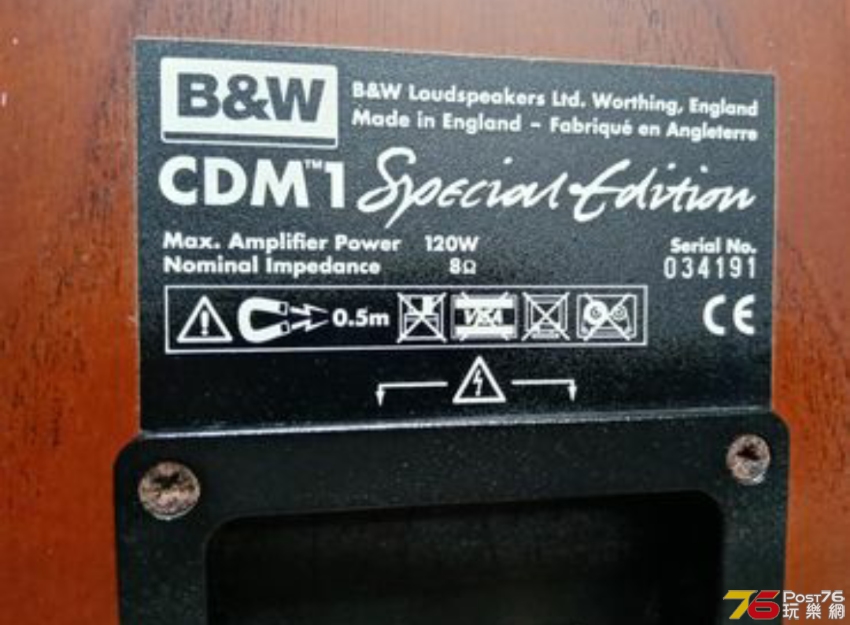 B&W
B&W Loudspeakers Ltd. Worthing, England
Made in England – Fabriqué en Angleterre
CDM™1 Special Edition
Max. Amplifier Power 120W
Nominal Impedance 8Ω
Serial No.
034191
0.5m
VISA
CE
76 Post76
玩樂網